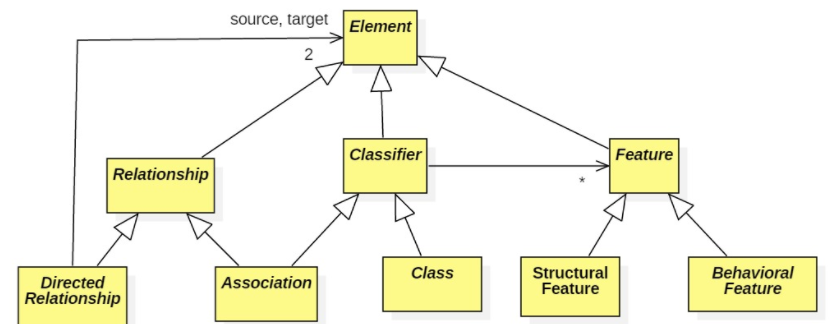 source, target
Element
2
Relationship
Classifier
Feature
*
Directed
Relationship
Association
Class
Structural
Feature
Behavioral
Feature